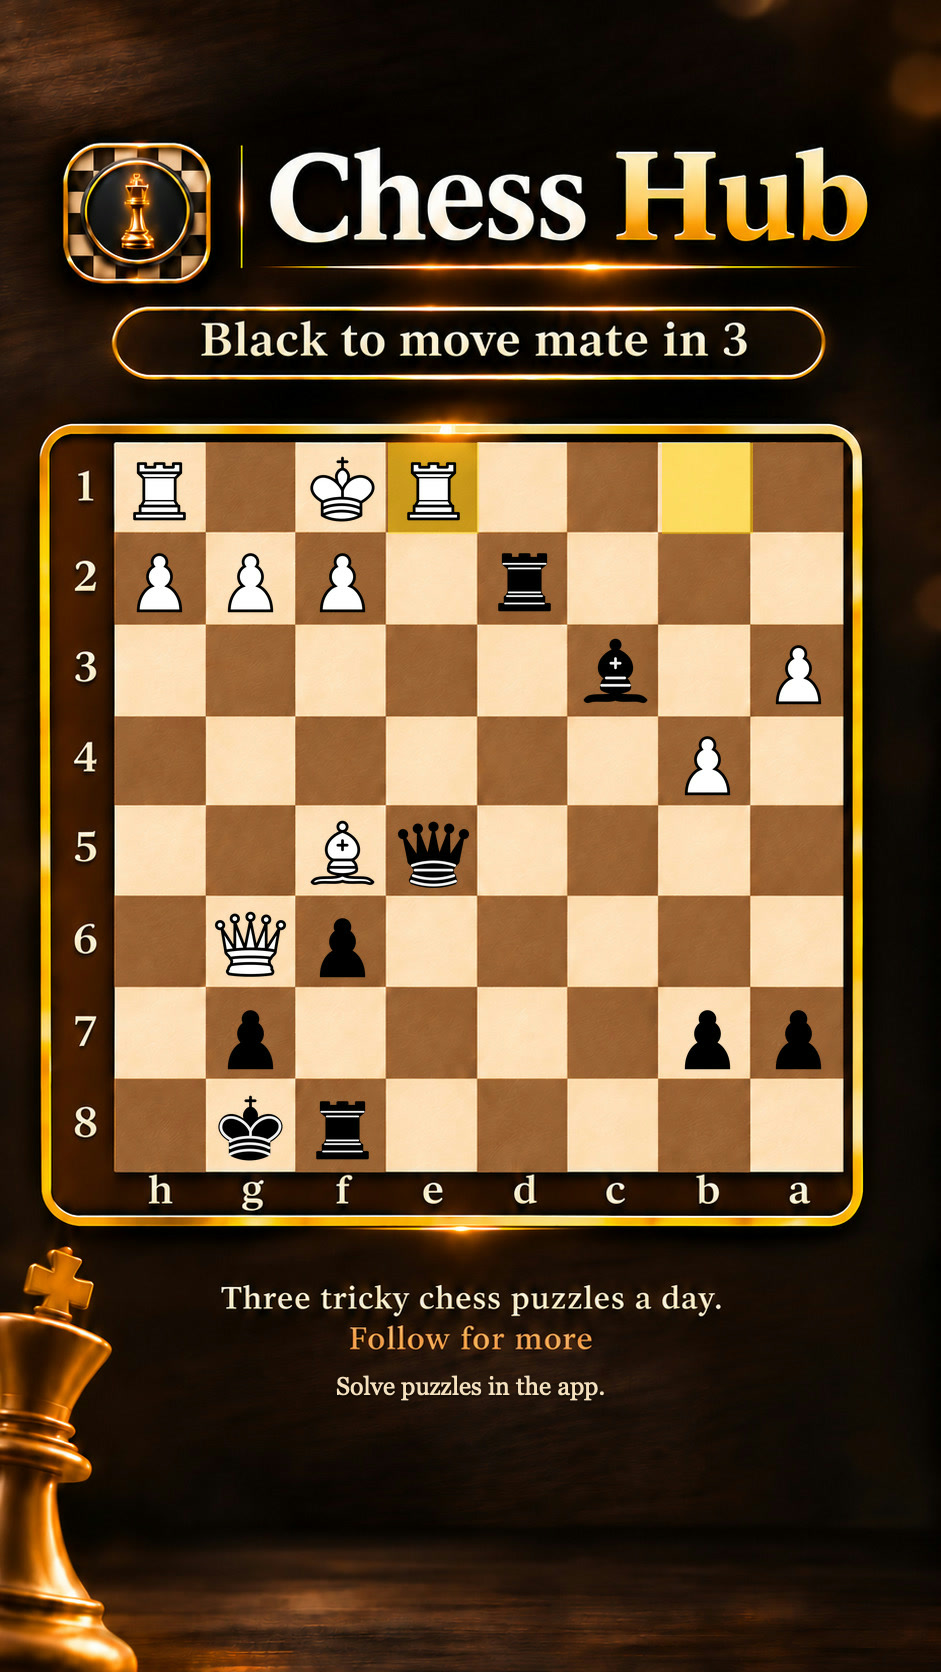 Chess Hub
Black to move mate in 3
1
2
3
4
5
6
7
8
h g f e d c b a
Three tricky chess puzzles a day.
Follow for more
Solve puzzles in the app.